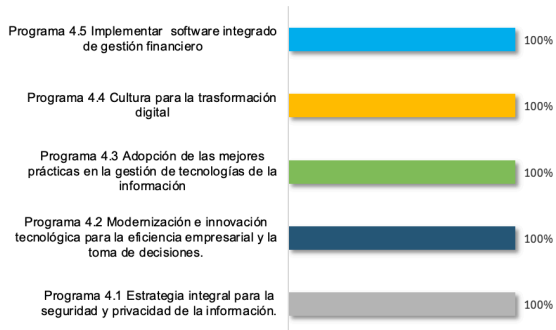 Programa 4.5 Implementar software integrado
de gestión financiero
100%
Programa 4.4 Cultura para la trasformación
digital
100%
Programa 4.3 Adopción de las mejores
prácticas en la gestión de tecnologías de la
información
100%
Programa 4.2 Modernización e innovación
tecnológica para la eficiencia empresarial y la
toma de decisiones.
100%
Programa 4.1 Estrategia integral para la
seguridad y privacidad de la información.
100%